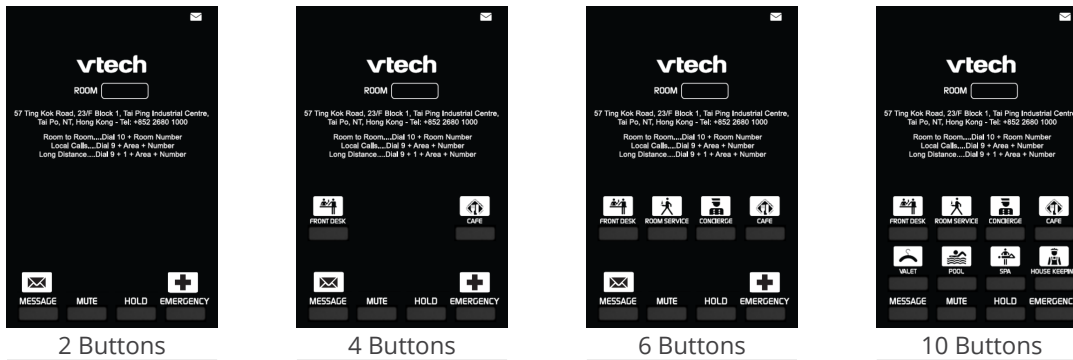 vtech
ROOM
57 Ting Kok Road, 23/F Block 1, Tai Ping Industrial Centre,
Tai Po, NT, Hong Kong - Tel: +852 2680 1000
Room to Room....Dial 10 + Room Number
Local Calls....Dial 9 + Area + Number
Long Distance....Dial 9 + 1 + Area + Number
MESSAGE MUTE HOLD EMERGENCY
2 Buttons
vtech
ROOM
57 Ting Kok Road, 23/F Block 1, Tai Ping Industrial Centre,
Tai Po, NT, Hong Kong - Tel: +852 2680 1000
Room to Room....Dial 10 + Room Number
Local Calls....Dial 9 + Area + Number
Long Distance....Dial 9 + 1 + Area + Number
FRONT DESK CAFE
MESSAGE MUTE HOLD EMERGENCY
4 Buttons
vtech
ROOM
57 Ting Kok Road, 23/F Block 1, Tai Ping Industrial Centre,
Tai Po, NT, Hong Kong - Tel: +852 2680 1000
Room to Room....Dial 10 + Room Number
Local Calls....Dial 9 + Area + Number
Long Distance....Dial 9 + 1 + Area + Number
FRONT DESK ROOM SERVICE CONCIERGE CAFE
MESSAGE MUTE HOLD EMERGENCY
6 Buttons
vtech
ROOM
57 Ting Kok Road, 23/F Block 1, Tai Ping Industrial Centre
Tai Po, NT, Hong Kong - Tel: +852 2680 1000
Room to Room....Dial 10 + Room Number
Local Calls....Dial 9 + Area + Number
Long Distance....Dial 9 + 1 + Area + Number
FRONT DESK ROOM SERVICE CONCIERGE CAFE
VALET POOL SPA HOUSE KEEPIN
MESSAGE MUTE HOLD EMERGENC
10 Buttons